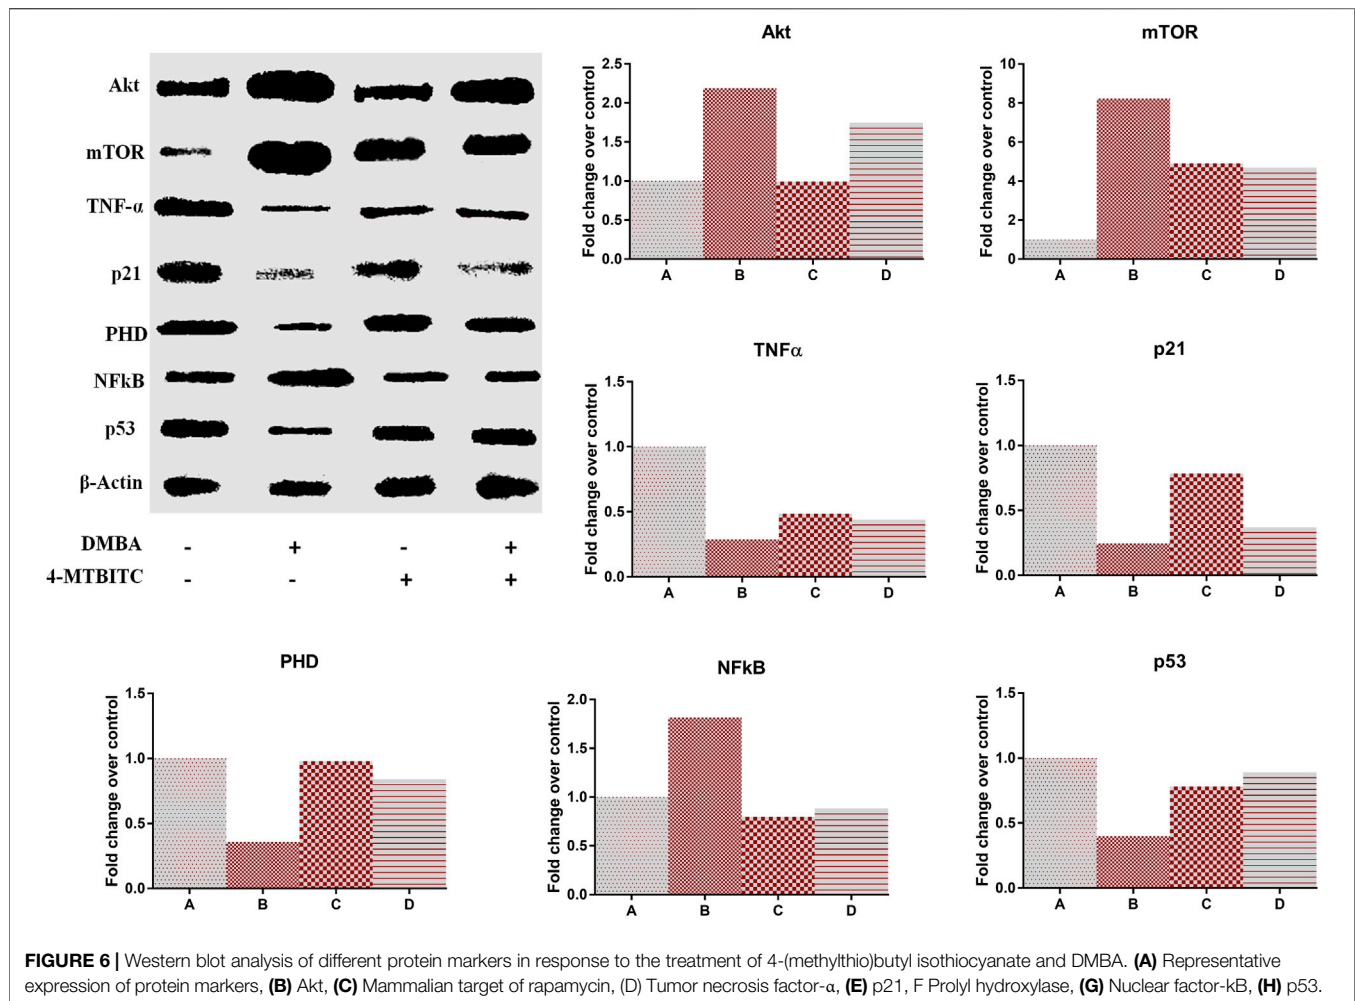 Akt
mTOR
TNF-α
p21
PHD
NFkB
p53
β-Actin
DMBA - + - +
4-MTBITC - - + +
Akt
Fold change over control
2.5
2.0
1.5
1.0
0.5
0.0
A B C D
mTOR
Fold change over control
10
8
6
4
2
0
A B C D
TNFα
Fold change over control
1.5
1.0
0.5
0.0
A B C D
p21
Fold change over control
1.5
1.0
0.5
0.0
A B C D
PHD
Fold change over control
1.5
1.0
0.5
0.0
A B C D
NFkB
Fold change over control
2.0
1.5
1.0
0.5
0.0
A B C D
p53
Fold change over control
1.5
1.0
0.5
0.0
A B C D
FIGURE 6 | Western blot analysis of different protein markers in response to the treatment of 4-(methylthio)butyl isothiocyanate and DMBA. (A) Representative
expression of protein markers, (B) Akt, (C) Mammalian target of rapamycin, (D) Tumor necrosis factor-α, (E) p21, F Prolyl hydroxylase, (G) Nuclear factor-kB, (H) p53.